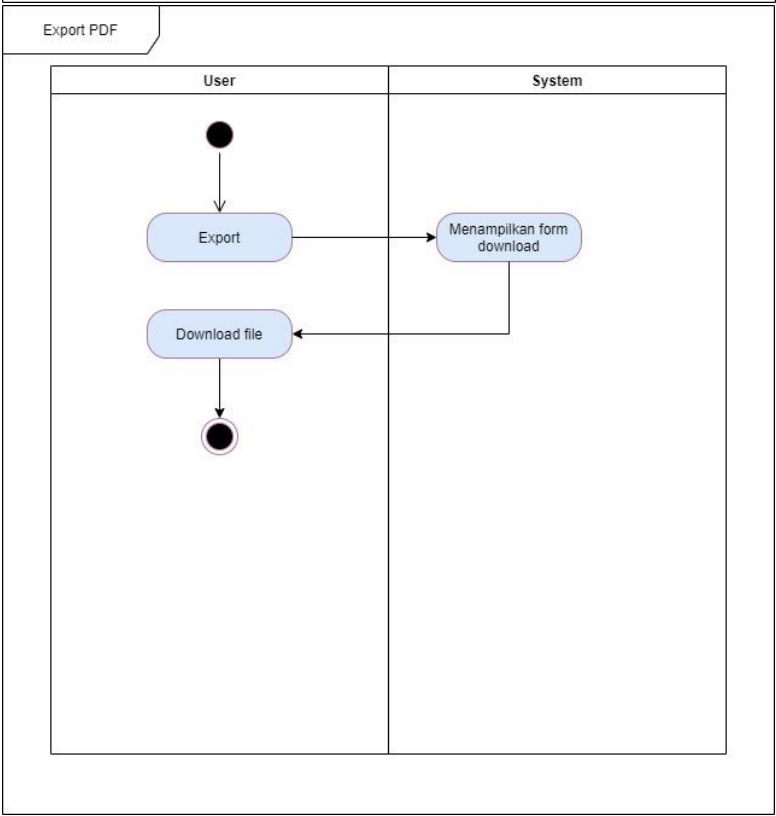 Export PDF
User
System
Export
Menampilkan form
download
Download file